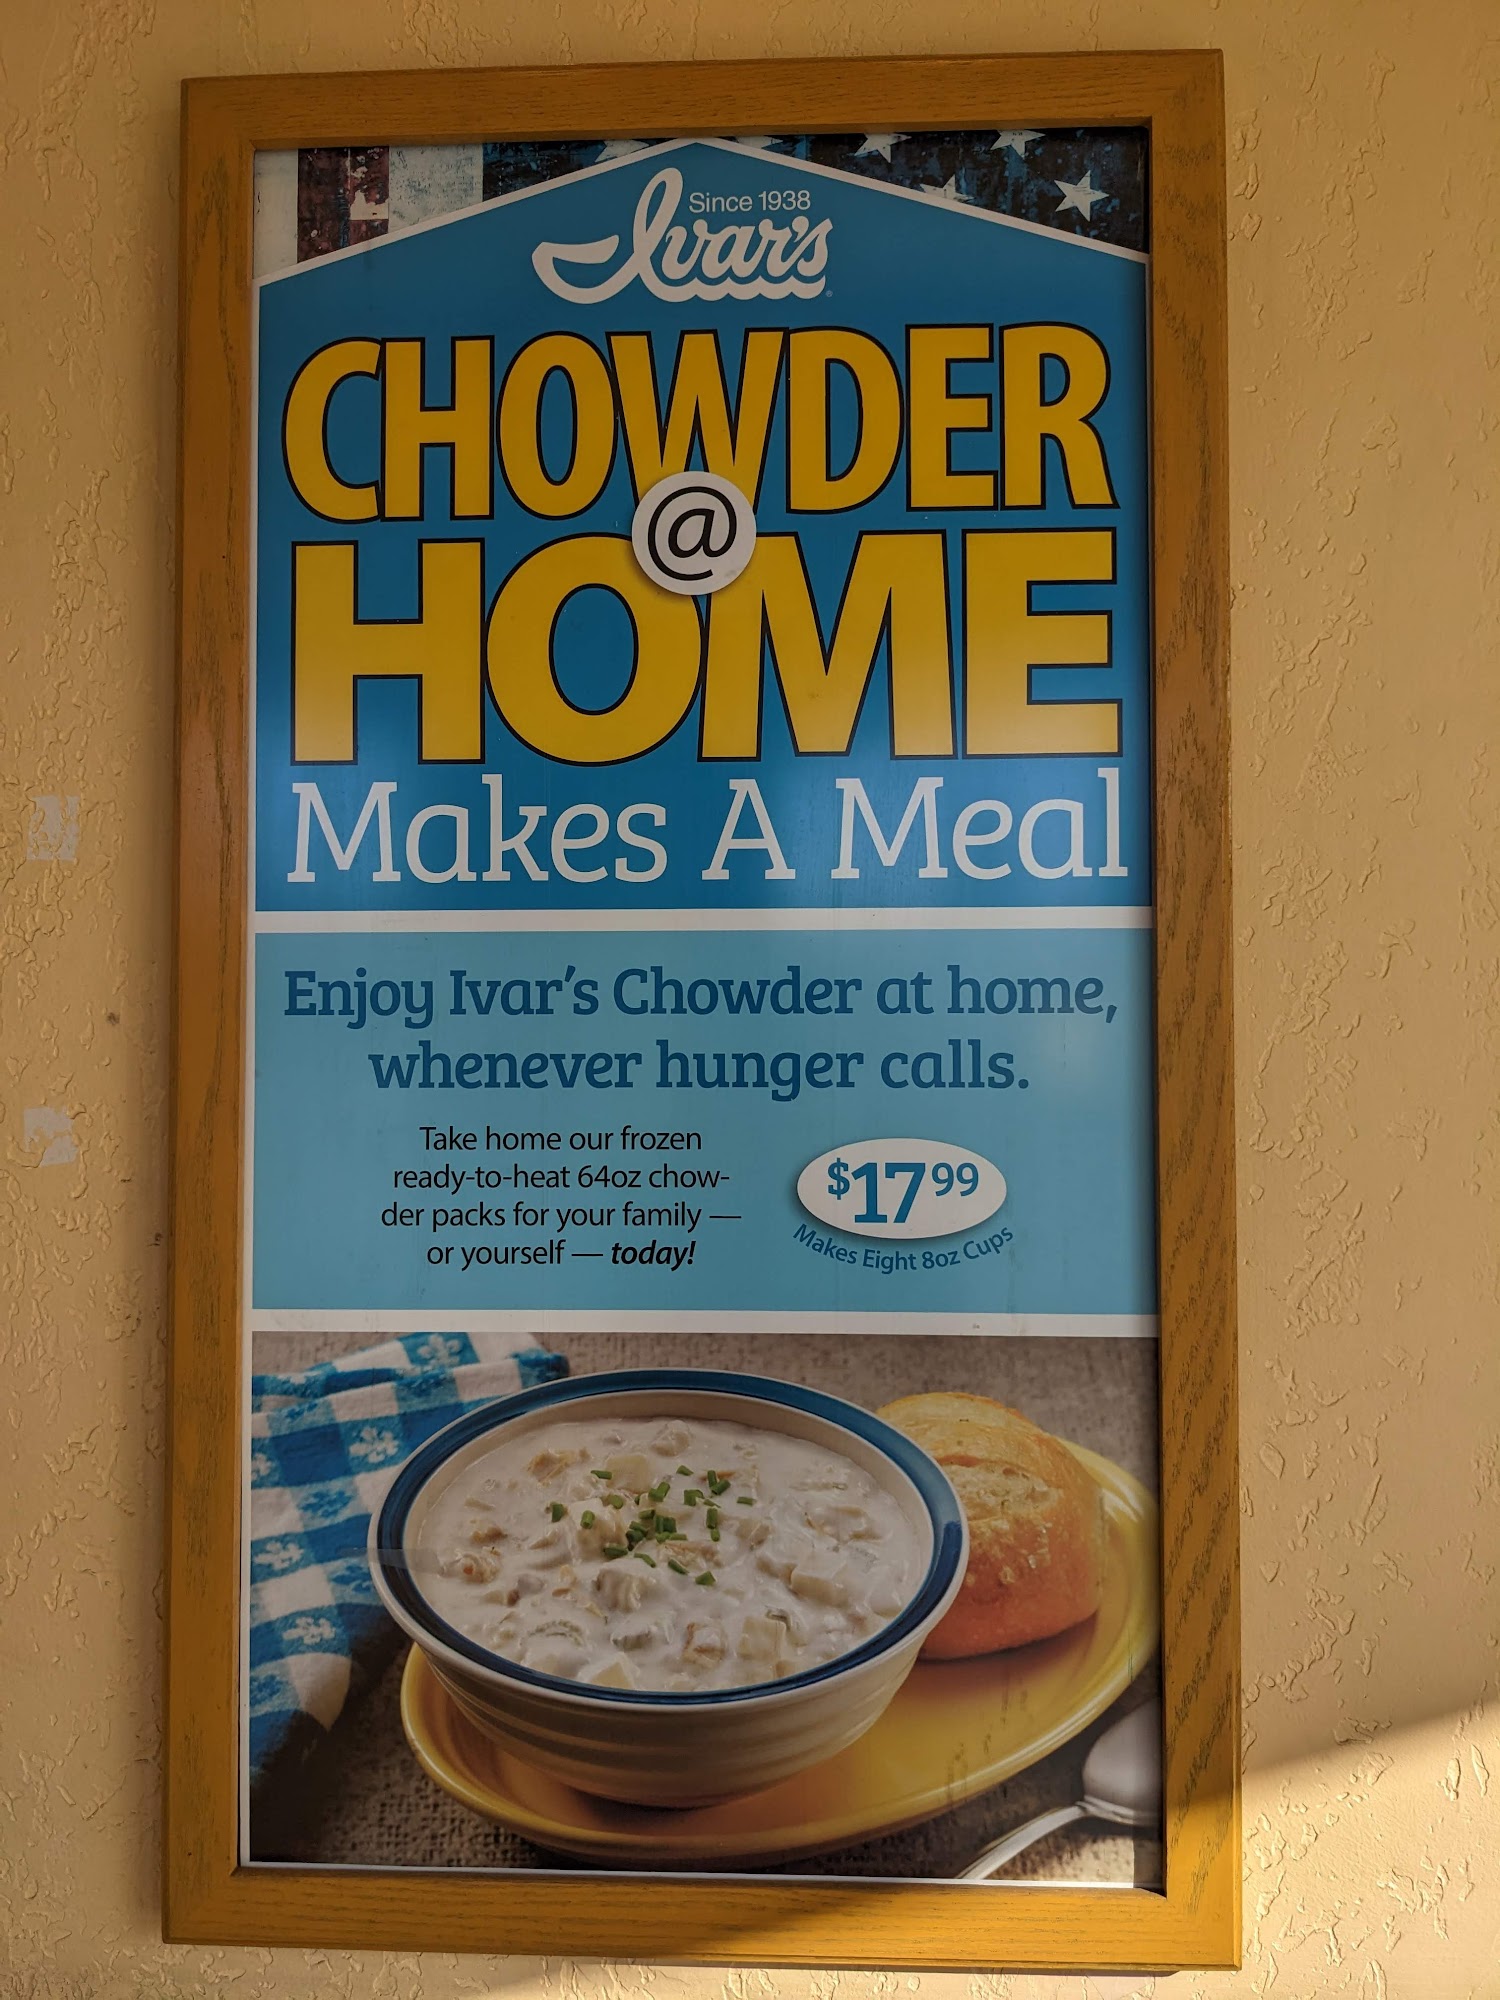 Since 1938
Ivar's
CHOWDER
@
HOME
Makes A Meal
Enjoy Ivar's Chowder at home,
whenever hunger calls.
Take home our frozen
ready-to-heat 64oz chow-
der packs for your family —
or yourself — today!
$17 99
Makes Eight 8oz Cups